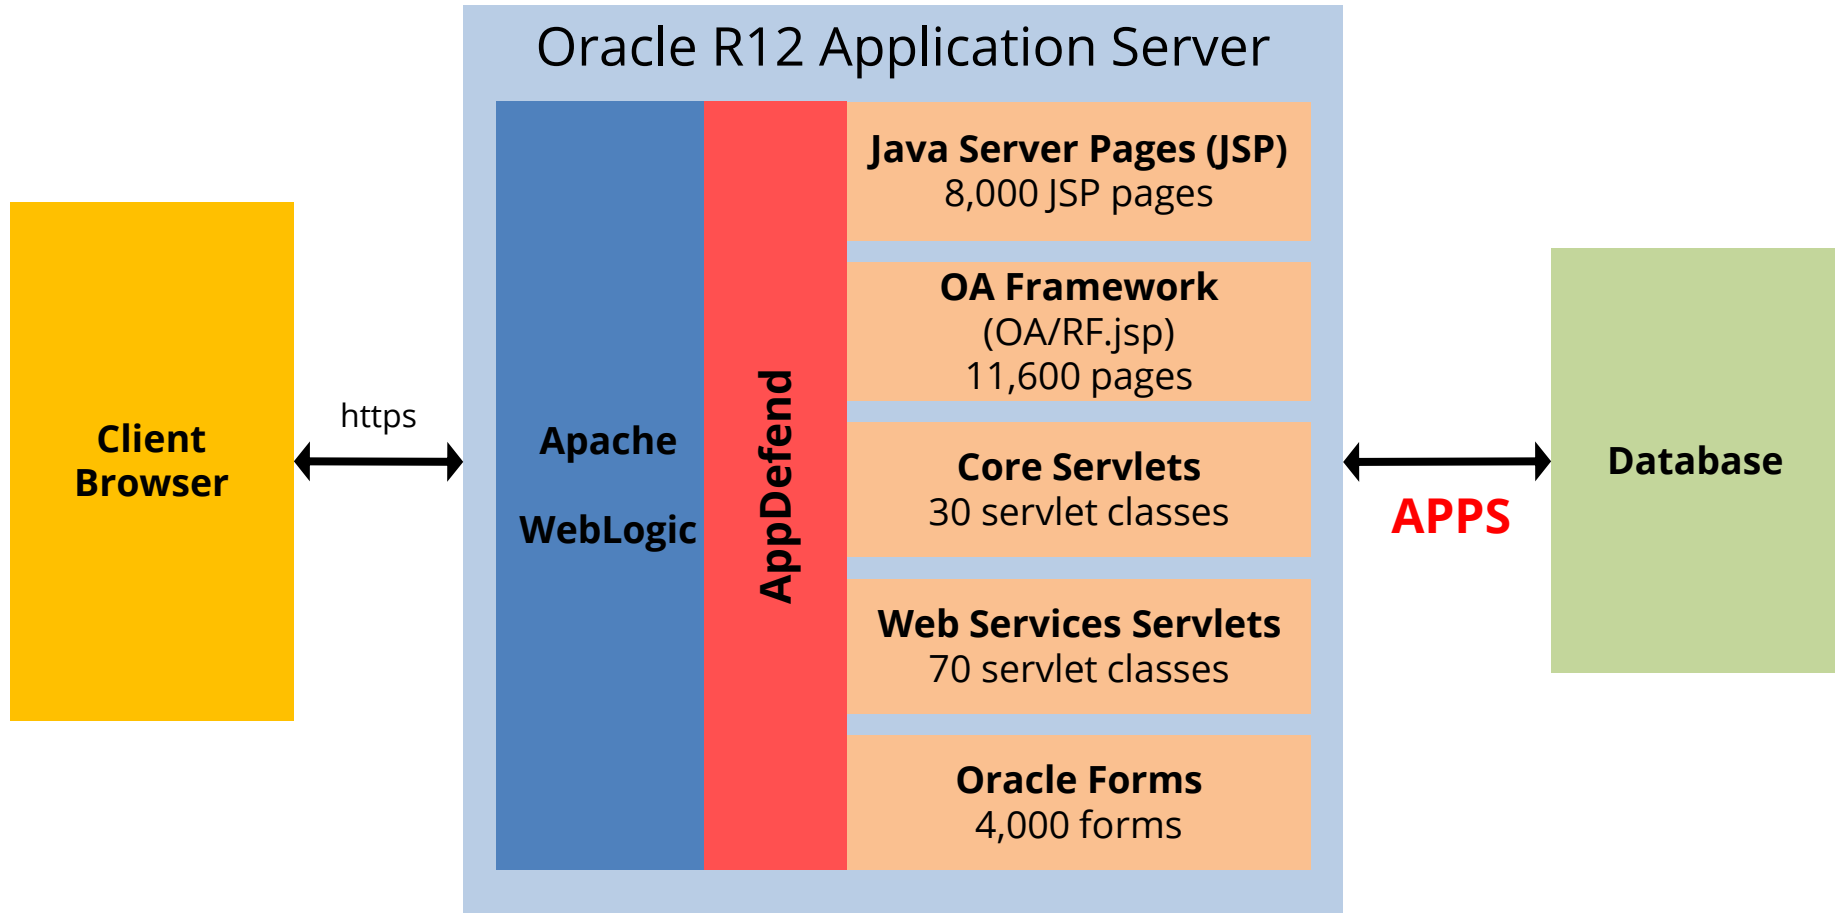 Oracle R12 Application Server
Client
Browser
https
Apache
WebLogic
AppDefend
Java Server Pages (JSP)
8,000 JSP pages
OA Framework
(OA/RF.jsp)
11,600 pages
Core Servlets
30 servlet classes
Web Services Servlets
70 servlet classes
Oracle Forms
4,000 forms
APPS
Database